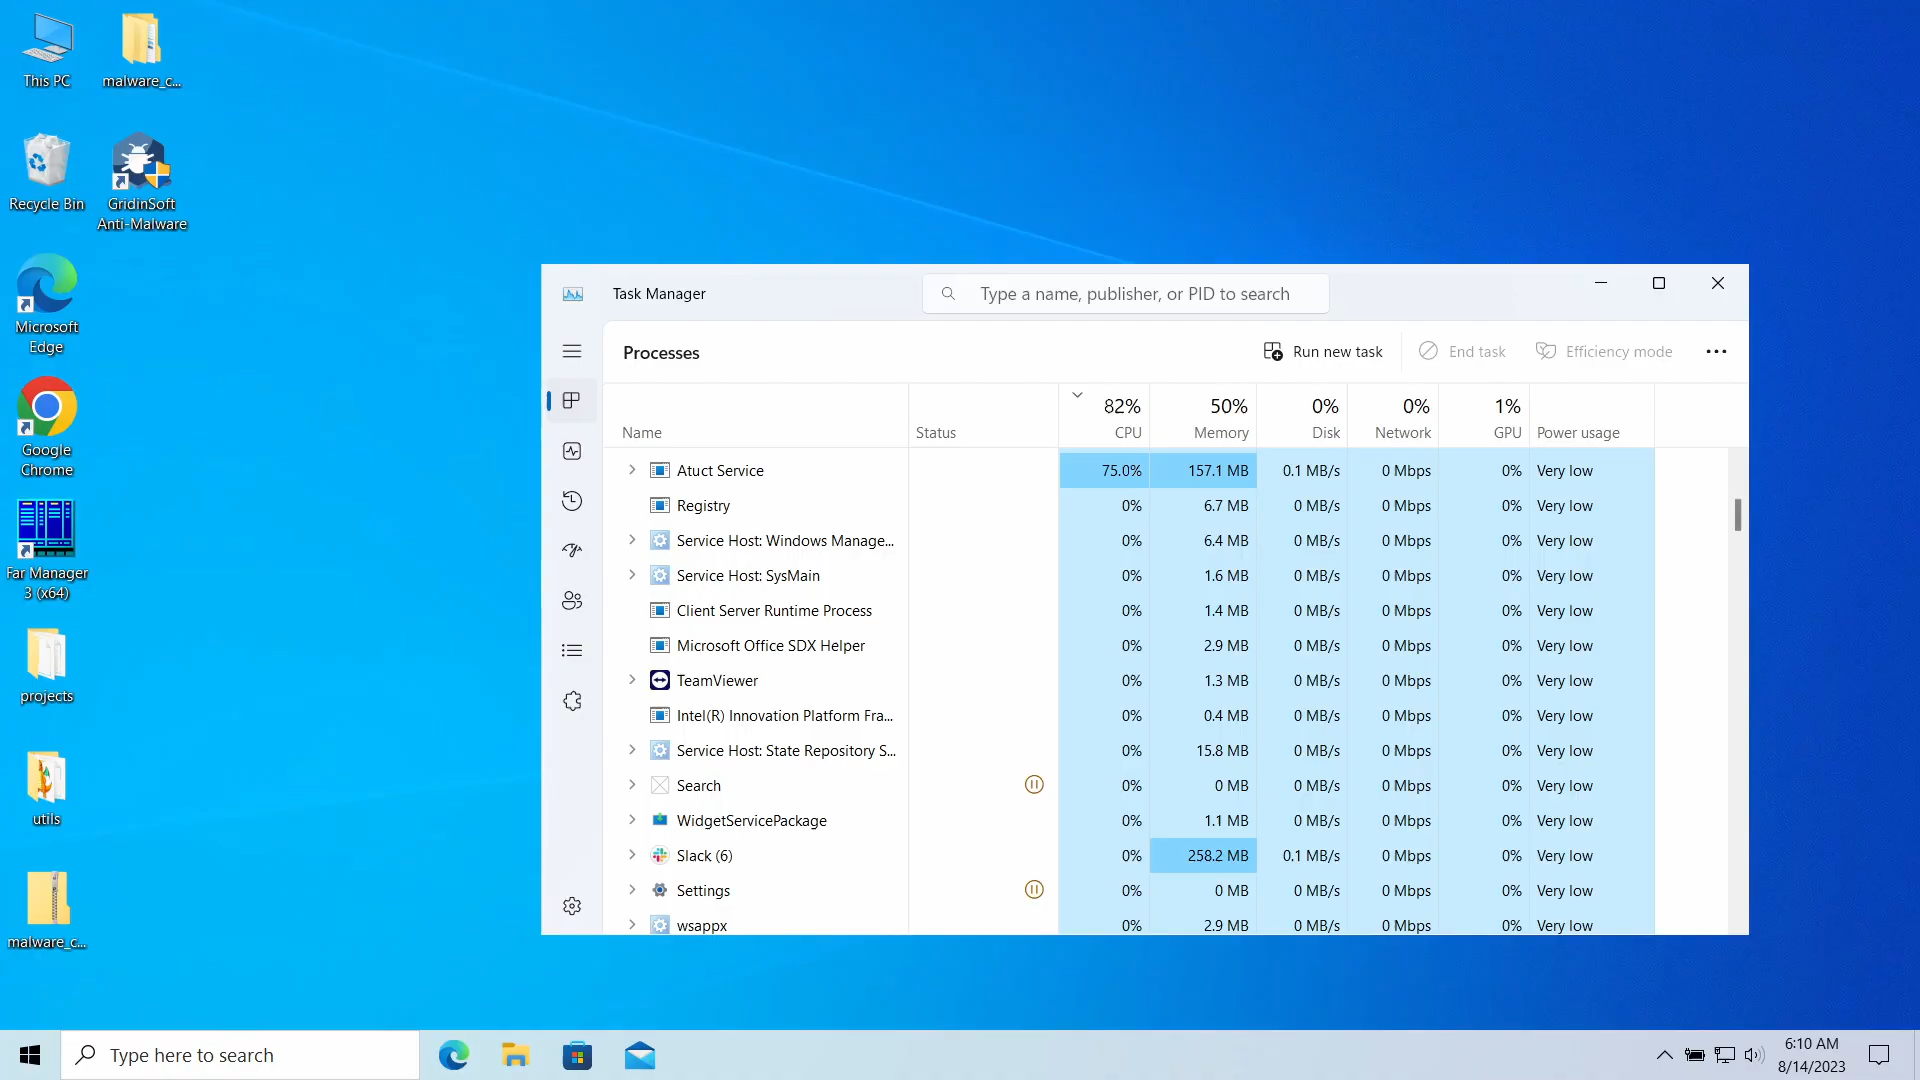 This PC
malware_c...
Recycle Bin
GridinSoft
Anti-Malware
Microsoft
Edge
Google
Chrome
Far Manager
3 (x64)
projects
utils
malware_c...
Task Manager
Type a name, publisher, or PID to search
Processes
Run new task
End task
Efficiency mode
82% 50% 0% 0% 1%
Name Status CPU Memory Disk Network GPU Power usage
Atuct Service 75.0% 157.1 MB 0.1 MB/s 0 Mbps 0% Very low
Registry 0% 6.7 MB 0 MB/s 0 Mbps 0% Very low
Service Host: Windows Manage... 0% 6.4 MB 0 MB/s 0 Mbps 0% Very low
Service Host: SysMain 0% 1.6 MB 0 MB/s 0 Mbps 0% Very low
Client Server Runtime Process 0% 1.4 MB 0 MB/s 0 Mbps 0% Very low
Microsoft Office SDX Helper 0% 2.9 MB 0 MB/s 0 Mbps 0% Very low
TeamViewer 0% 1.3 MB 0 MB/s 0 Mbps 0% Very low
Intel(R) Innovation Platform Fra... 0% 0.4 MB 0 MB/s 0 Mbps 0% Very low
Service Host: State Repository S... 0% 15.8 MB 0 MB/s 0 Mbps 0% Very low
Search 0% 0 MB 0 MB/s 0 Mbps 0% Very low
WidgetServicePackage 0% 1.1 MB 0 MB/s 0 Mbps 0% Very low
Slack (6) 0% 258.2 MB 0.1 MB/s 0 Mbps 0% Very low
Settings 0% 0 MB 0 MB/s 0 Mbps 0% Very low
wsappx 0% 2.9 MB 0 MB/s 0 Mbps 0% Very low
Type here to search
6:10 AM
8/14/2023